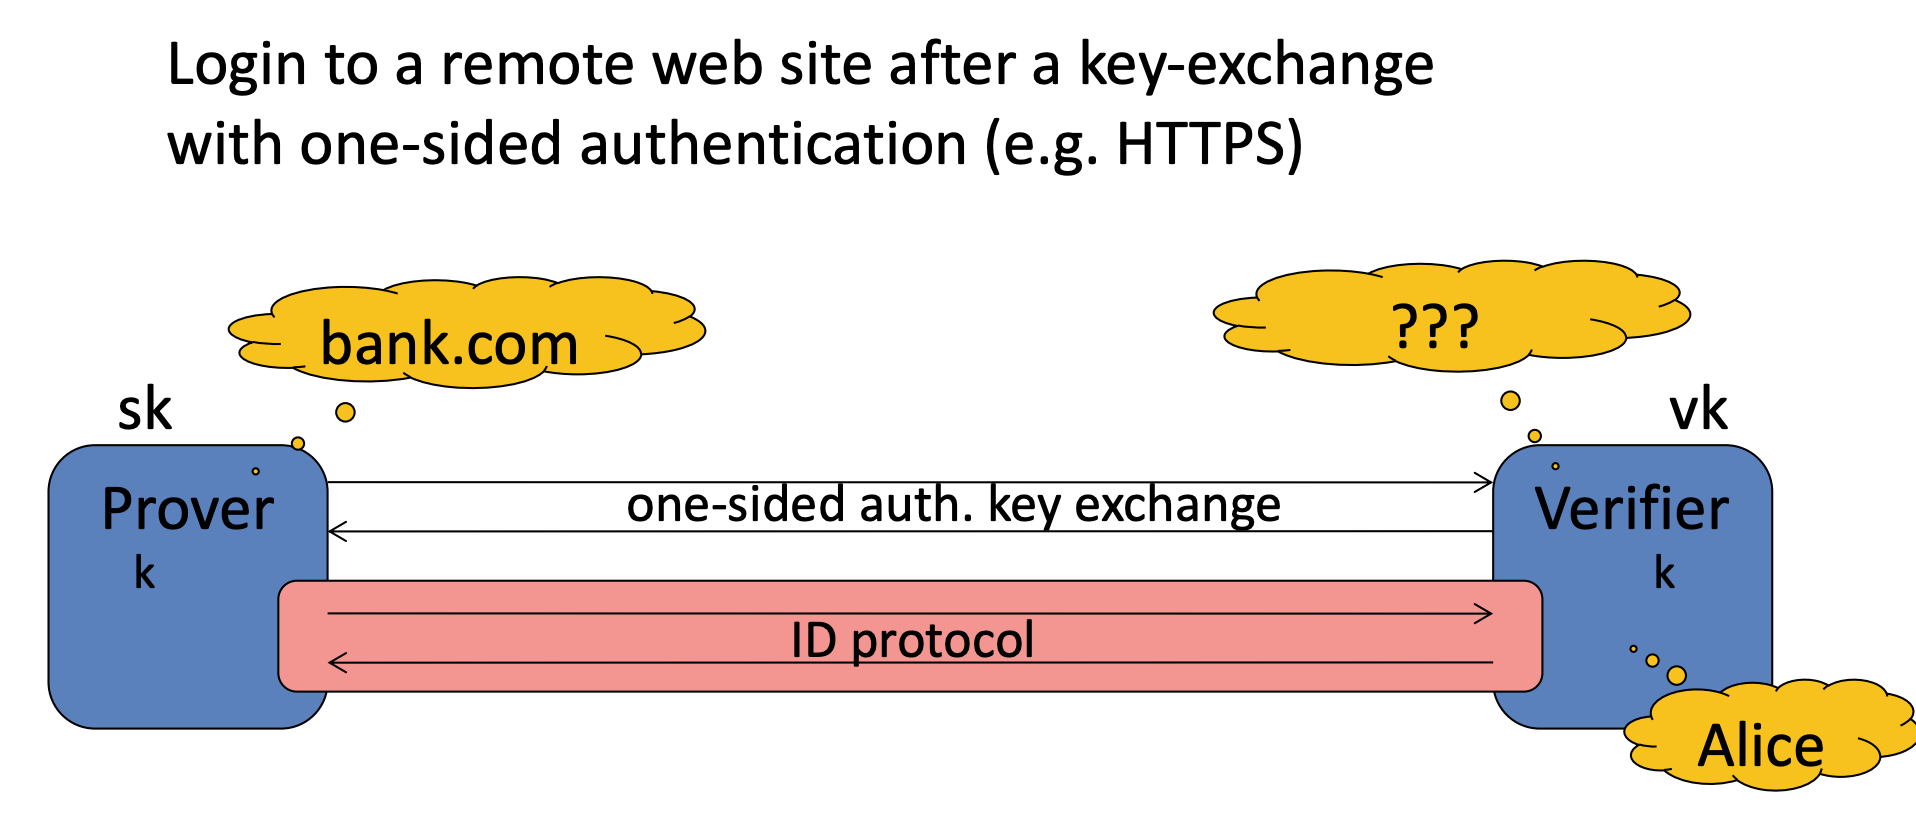 Login to a remote web site after a key-exchange
with one-sided authentication (e.g. HTTPS)
bank.com
???
sk
vk
Prover
one-sided auth. key exchange
Verifier
k
k
ID protocol
Alice